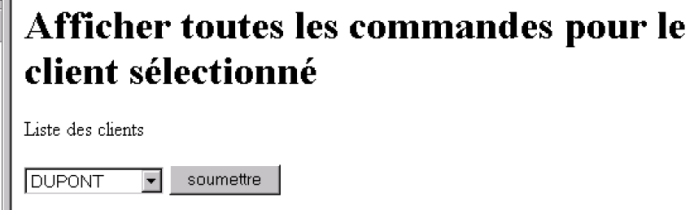 Afficher toutes les commandes pour le
client sélectionné
Liste des clients
DUPONT soumettre